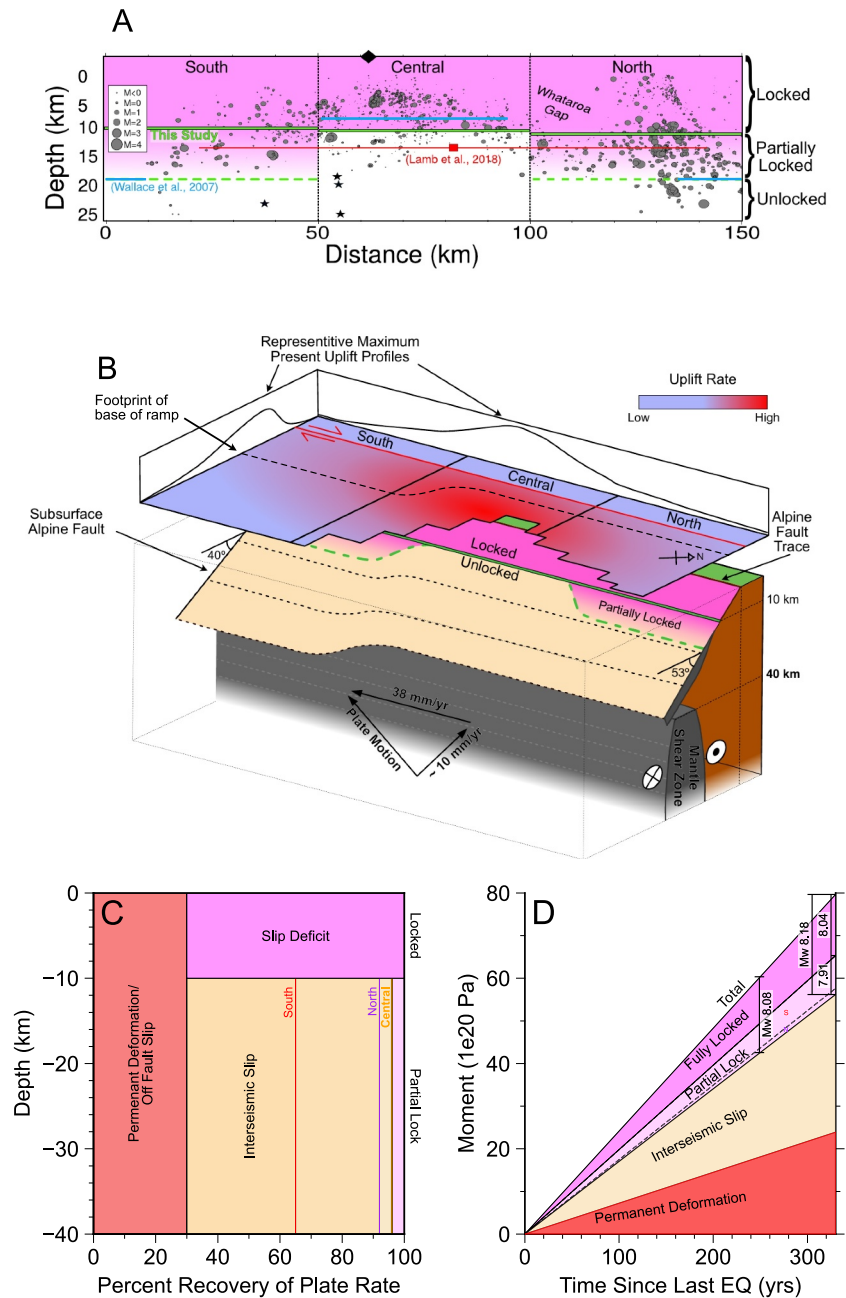 A
South
Central
North
0
5
10
15
20
25
Depth (km)
M<0
M=0
M=1
M=2
M=3
M=4
Whataroa
Gap
This Study
(Lamb et al., 2018)
(Wallace et al., 2007)
Locked
Partially
Locked
Unlocked
0
50
100
150
Distance (km)
B
Representitive Maximum
Present Uplift Profiles
Footprint of
base of ramp
Uplift Rate
Low
High
South
Central
North
Subsurface
Alpine Fault
Alpine
Fault
Trace
N
40º
Locked
Unlocked
Partially Locked
10 km
53º
40 km
38 mm/yr
Plate Motion
~ 10 mm/yr
Mantle
Shear Zone
C
0
−10
−20
−30
−40
Depth (km)
Permenant Deformation/
Off Fault Slip
Slip Deficit
Interseismic Slip
South
North
Central
Locked
Partial Lock
0
20
40
60
80
100
Percent Recovery of Plate Rate
D
80
60
40
20
0
Moment (1e20 Pa)
Total
Fully Locked
Partial Lock
Interseismic Slip
Permanent Deformation
Mw 8.08
Mw 8.18
8.04
7.91
S
0
100
200
300
Time Since Last EQ (yrs)